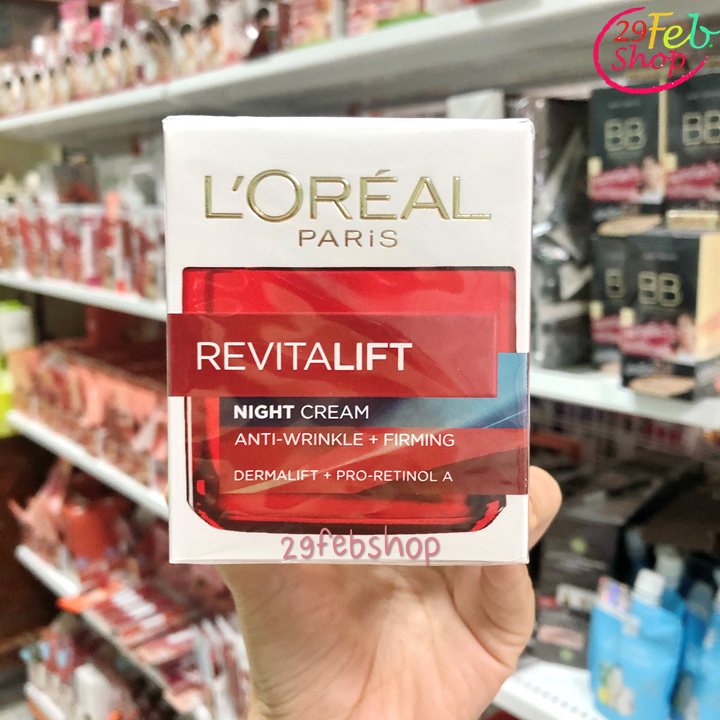 29Feb
Shop
L'ORÉAL
PARiS
REVITALIFT
NIGHT CREAM
ANTI-WRINKLE + FIRMING
DERMALIFT + PRO-RETINOL A
29febshop
BB
BB
BB
BB